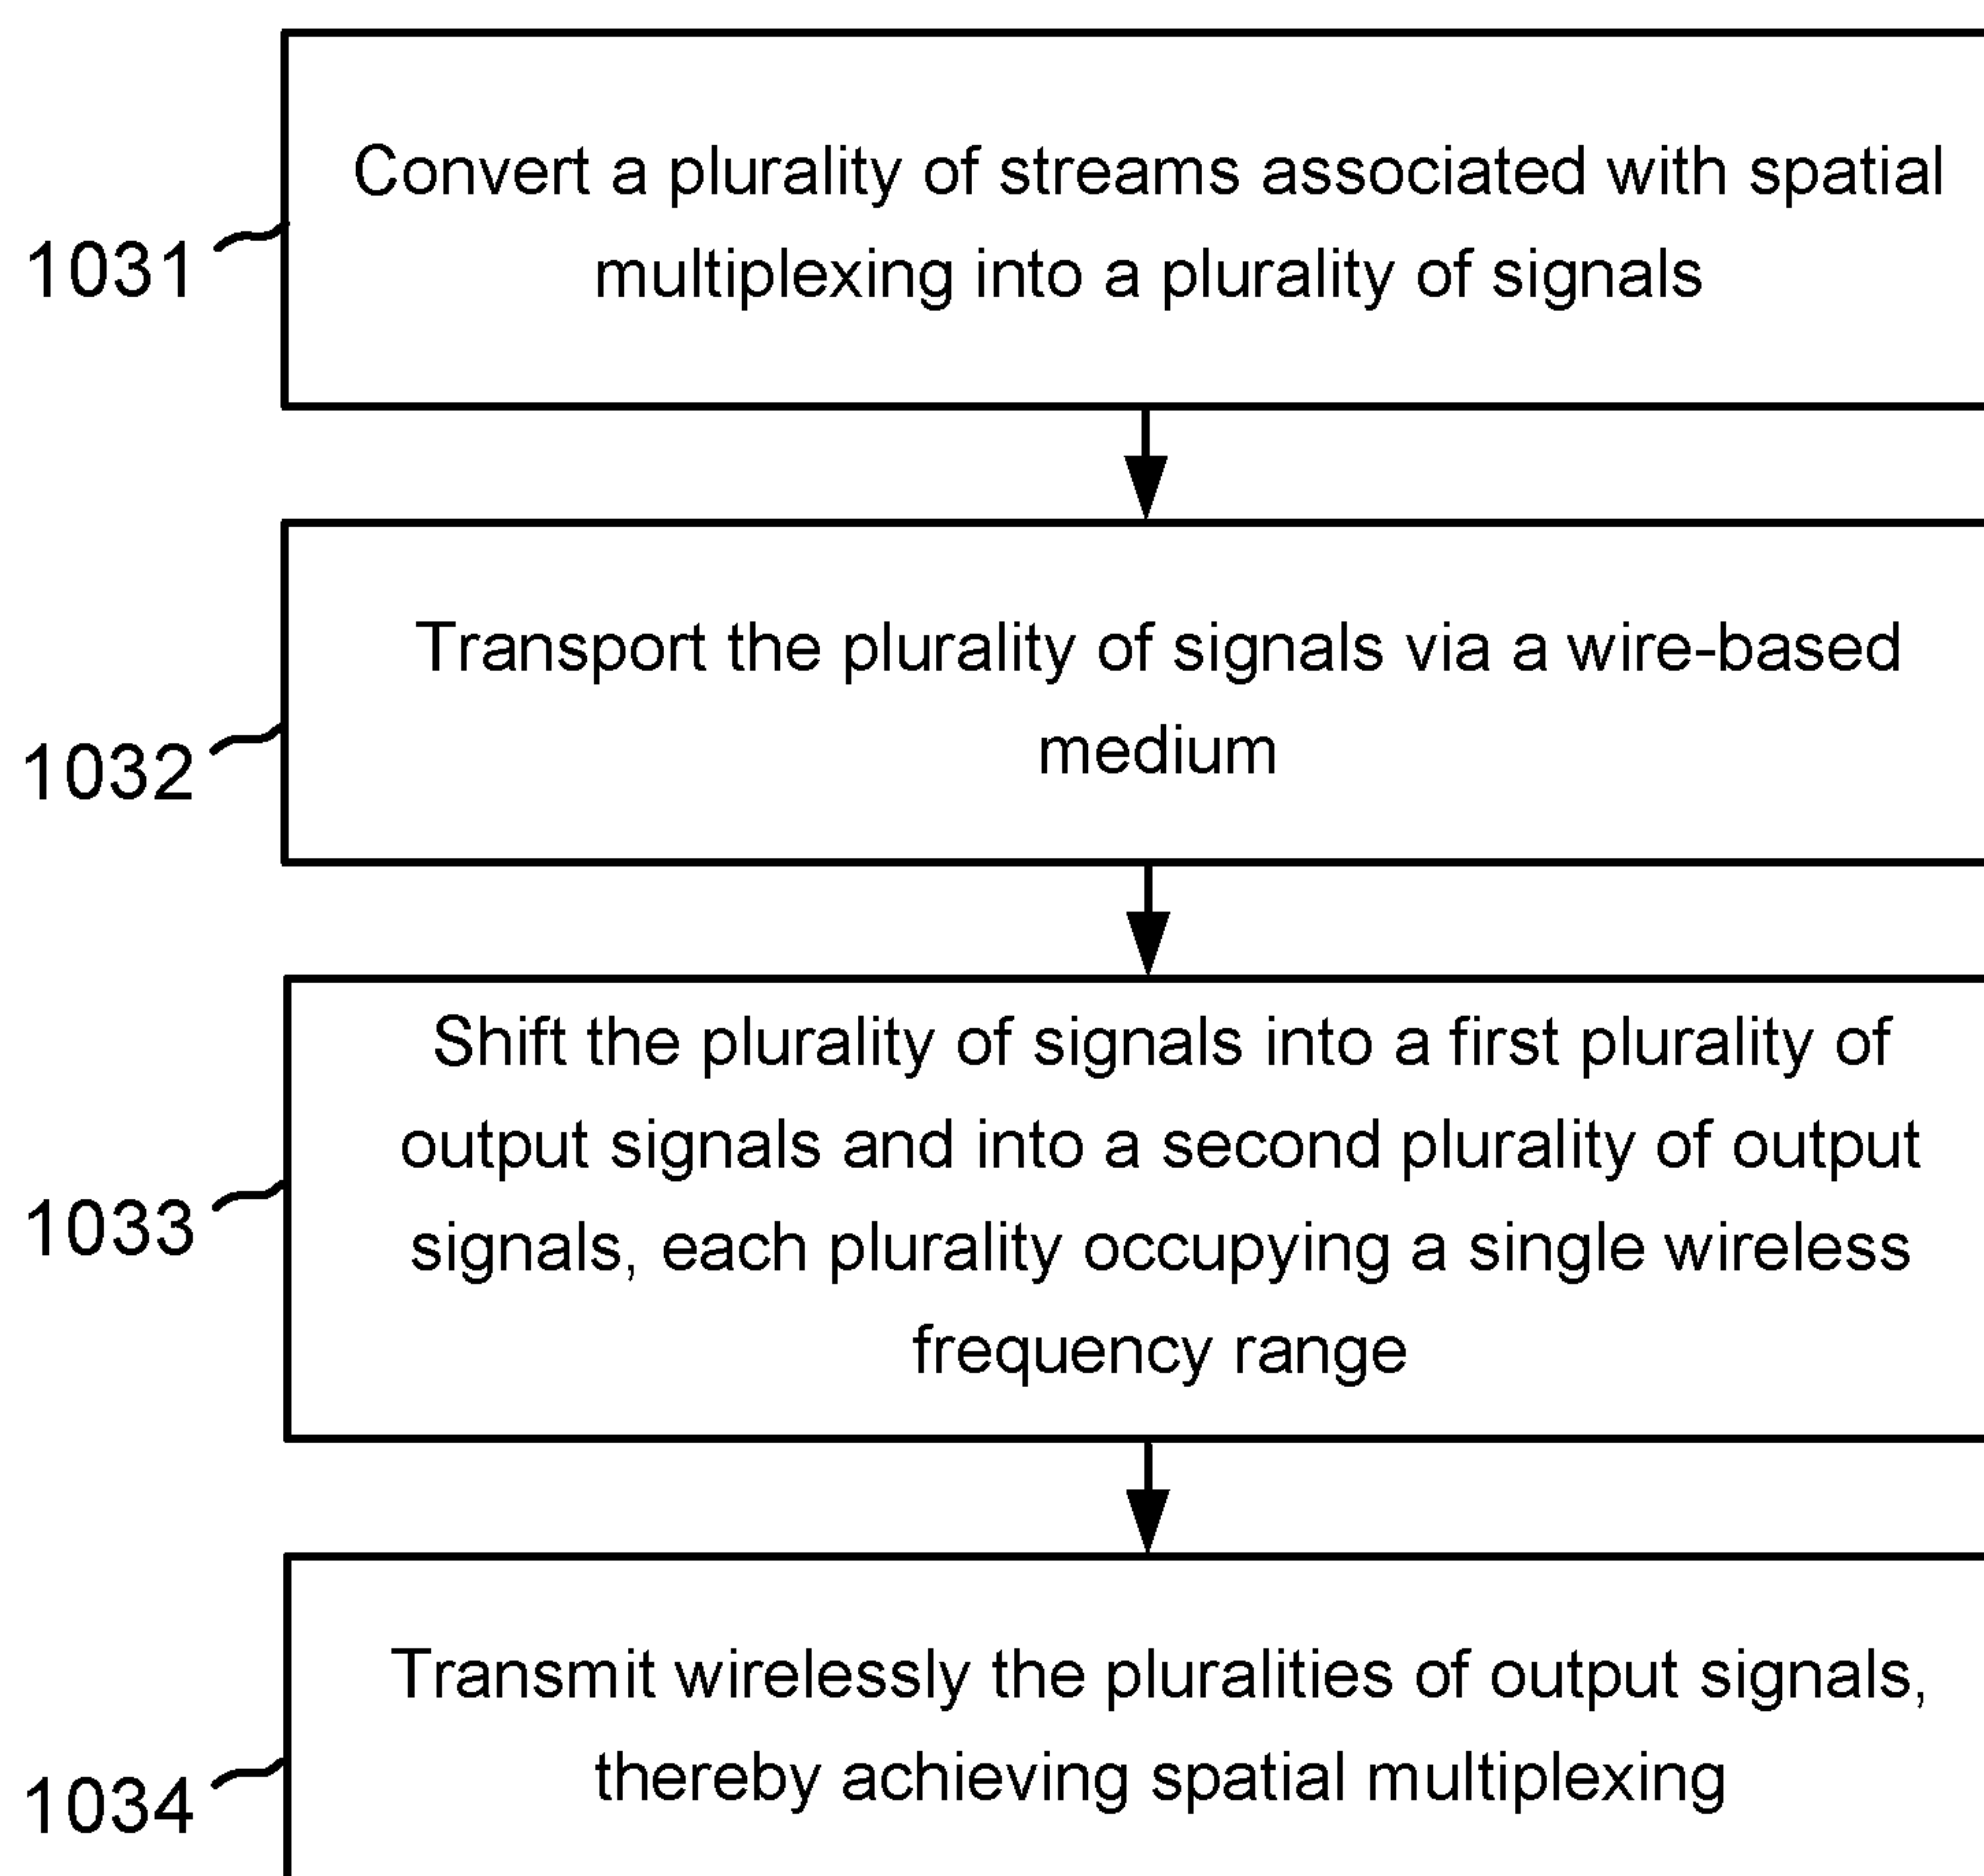 Convert a plurality of streams associated with spatial
multiplexing into a plurality of signals
1031
Transport the plurality of signals via a wire-based
medium
1032
Shift the plurality of signals into a first plurality of
output signals and into a second plurality of output
signals, each plurality occupying a single wireless
frequency range
1033
Transmit wirelessly the pluralities of output signals,
thereby achieving spatial multiplexing
1034